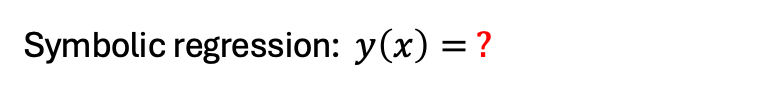 Symbolic regression: y(x) = ?